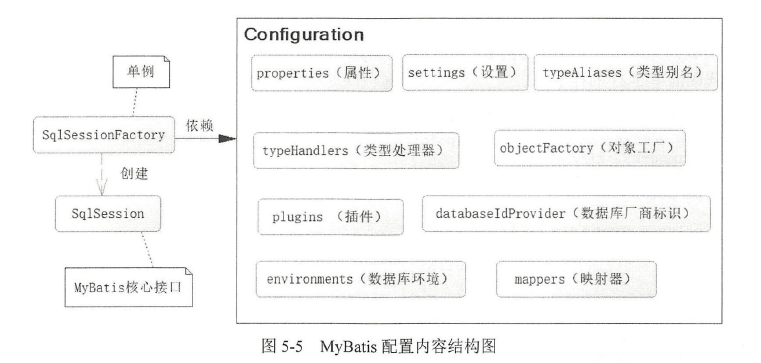 单例
SqlSessionFactory
依赖
创建
SqlSession
MyBatis核心接口
Configuration
properties（属性）
settings（设置）
typeAliases（类型别名）
typeHandlers（类型处理器）
objectFactory（对象工厂）
plugins （插件）
databaseIdProvider（数据库厂商标识）
environments（数据库环境）
mappers（映射器）
图 5-5 MyBatis 配置内容结构图